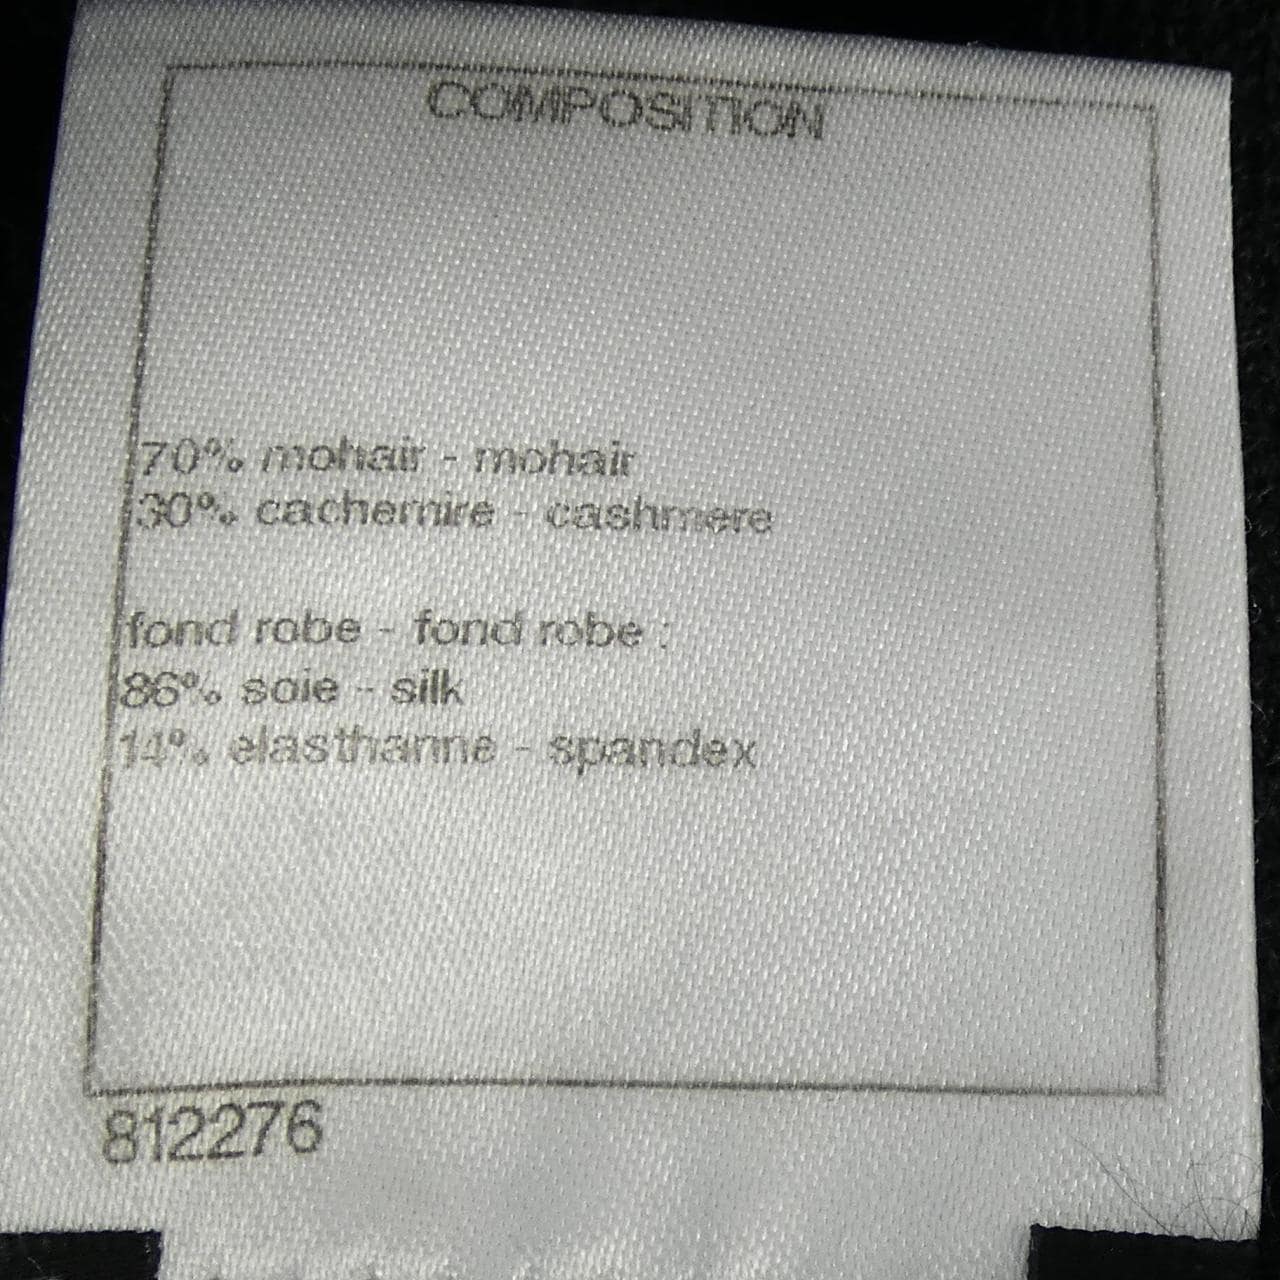 COMPOSITION
70% mohair - mohair
30% cachemire - cashmere
fond robe - fond robe :
86% soie - silk
14% elasthanne - spandex
812276